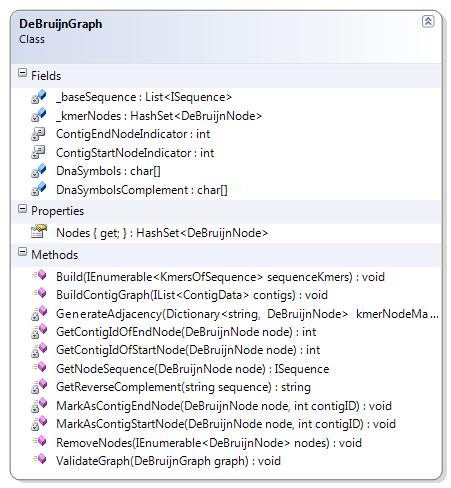 DeBruijnGraph
Class
Fields
_baseSequence : List<ISequence>
_kmerNodes : HashSet<DeBruijnNode>
ContigEndNodeIndicator : int
ContigStartNodeIndicator : int
DnaSymbols : char[]
DnaSymbolsComplement : char[]
Properties
Nodes { get; } : HashSet<DeBruijnNode>
Methods
Build(IEnumerable<KmersOfSequence> sequenceKmers) : void
BuildContigGraph(IList<ContigData> contigs) : void
GenerateAdjacency(Dictionary<string, DeBruijnNode> kmerNodeMa...
GetContigIdOfEndNode(DeBruijnNode node) : int
GetContigIdOfStartNode(DeBruijnNode node) : int
GetNodeSequence(DeBruijnNode node) : ISequence
GetReverseComplement(string sequence) : string
MarkAsContigEndNode(DeBruijnNode node, int contigID) : void
MarkAsContigStartNode(DeBruijnNode node, int contigID) : void
RemoveNodes(IEnumerable<DeBruijnNode> nodes) : void
ValidateGraph(DeBruijnGraph graph) : void